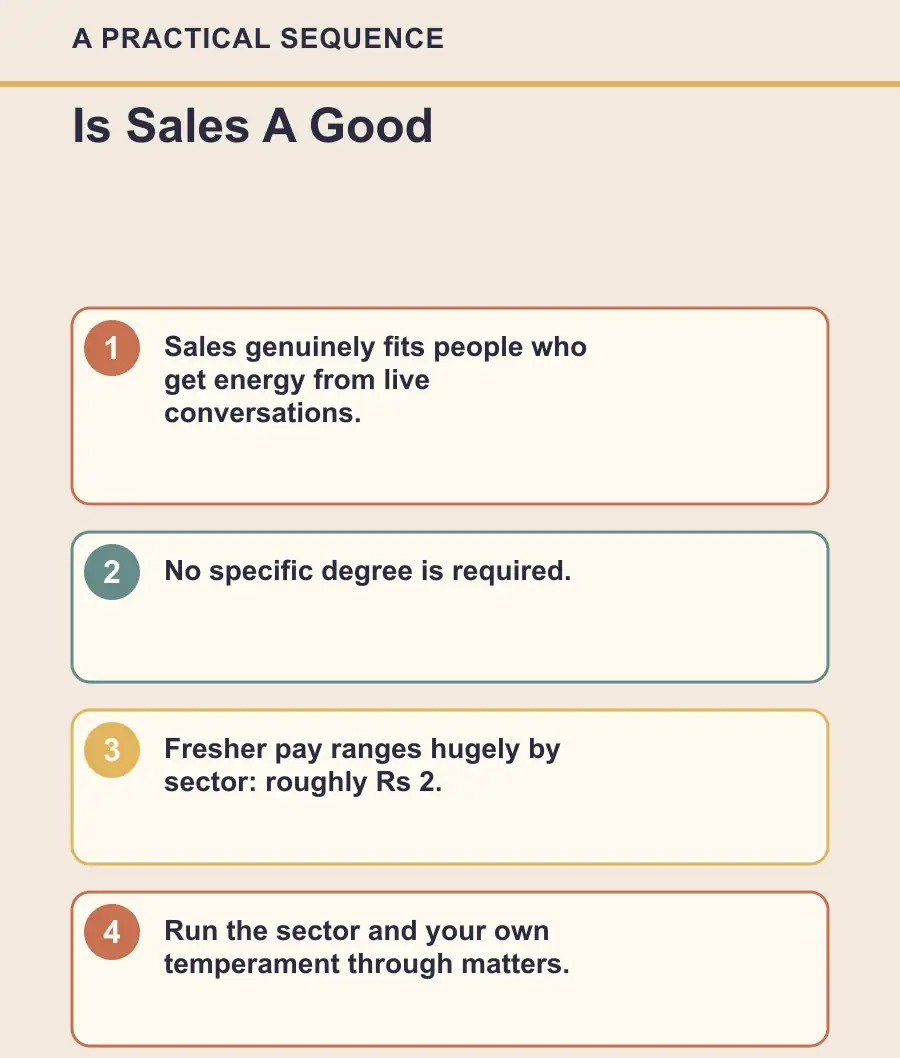 A PRACTICAL SEQUENCE
Is Sales A Good
1
Sales genuinely fits people who
get energy from live
conversations.
2
No specific degree is required.
3
Fresher pay ranges hugely by
sector: roughly Rs 2.
4
Run the sector and your own
temperament through matters.